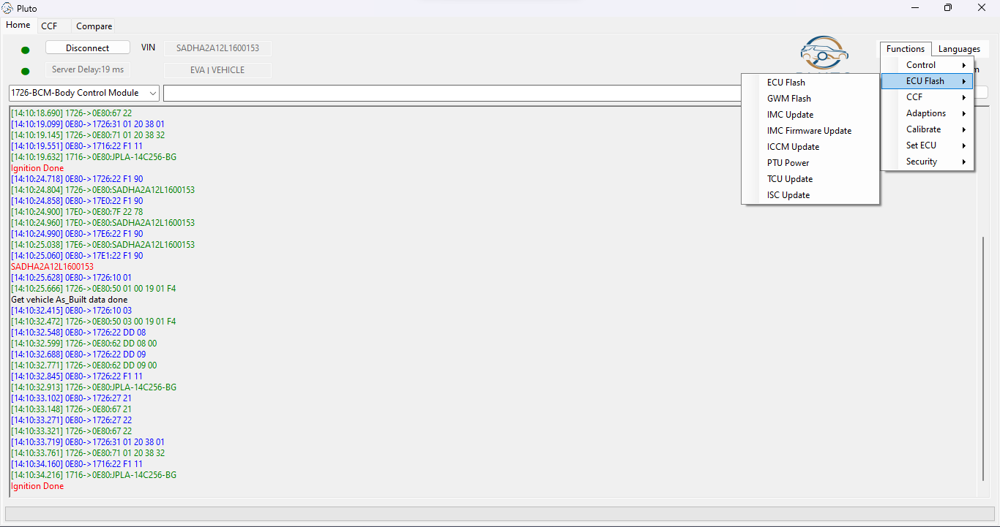 Pluto
Home CCF Compare
Disconnect VIN SADHA2A12L1600153
Server Delay:19 ms EVA | VEHICLE
Functions Languages
1726-BCM-Body Control Module
Control
ECU Flash
CCF
Adaptions
Calibrate
Set ECU
Security
ECU Flash
GWM Flash
IMC Update
IMC Firmware Update
ICCM Update
PTU Power
TCU Update
ISC Update
[14:10:18.690] 1726->0E80:67 22
[14:10:19.099] 0E80->1726:31 01 20 38 01
[14:10:19.145] 1726->0E80:71 01 20 38 32
[14:10:19.551] 0E80->1716:22 F1 11
[14:10:19.632] 1716->0E80:JPLA-14C256-BG
Ignition Done
[14:10:24.718] 0E80->1726:22 F1 90
[14:10:24.804] 1726->0E80:SADHA2A12L1600153
[14:10:24.858] 0E80->17E0:22 F1 90
[14:10:24.900] 17E0->0E80:7F 22 78
[14:10:24.960] 17E0->0E80:SADHA2A12L1600153
[14:10:24.990] 0E80->17E6:22 F1 90
[14:10:25.038] 17E6->0E80:SADHA2A12L1600153
[14:10:25.060] 0E80->17E1:22 F1 90
SADHA2A12L1600153
[14:10:25.628] 0E80->1726:10 01
[14:10:25.666] 1726->0E80:50 01 00 19 01 F4
Get vehicle As_Built data done
[14:10:32.415] 0E80->1726:10 03
[14:10:32.472] 1726->0E80:50 03 00 19 01 F4
[14:10:32.548] 0E80->1726:22 DD 08
[14:10:32.599] 1726->0E80:62 DD 08 00
[14:10:32.688] 0E80->1726:22 DD 09
[14:10:32.771] 1726->0E80:62 DD 09 00
[14:10:32.845] 0E80->1726:22 F1 11
[14:10:32.913] 1726->0E80:JPLA-14C256-BG
[14:10:33.102] 0E80->1726:27 21
[14:10:33.148] 1726->0E80:67 21
[14:10:33.271] 0E80->1726:27 22
[14:10:33.321] 1726->0E80:67 22
[14:10:33.719] 0E80->1726:31 01 20 38 01
[14:10:33.761] 1726->0E80:71 01 20 38 32
[14:10:34.160] 0E80->1716:22 F1 11
[14:10:34.216] 1716->0E80:JPLA-14C256-BG
Ignition Done